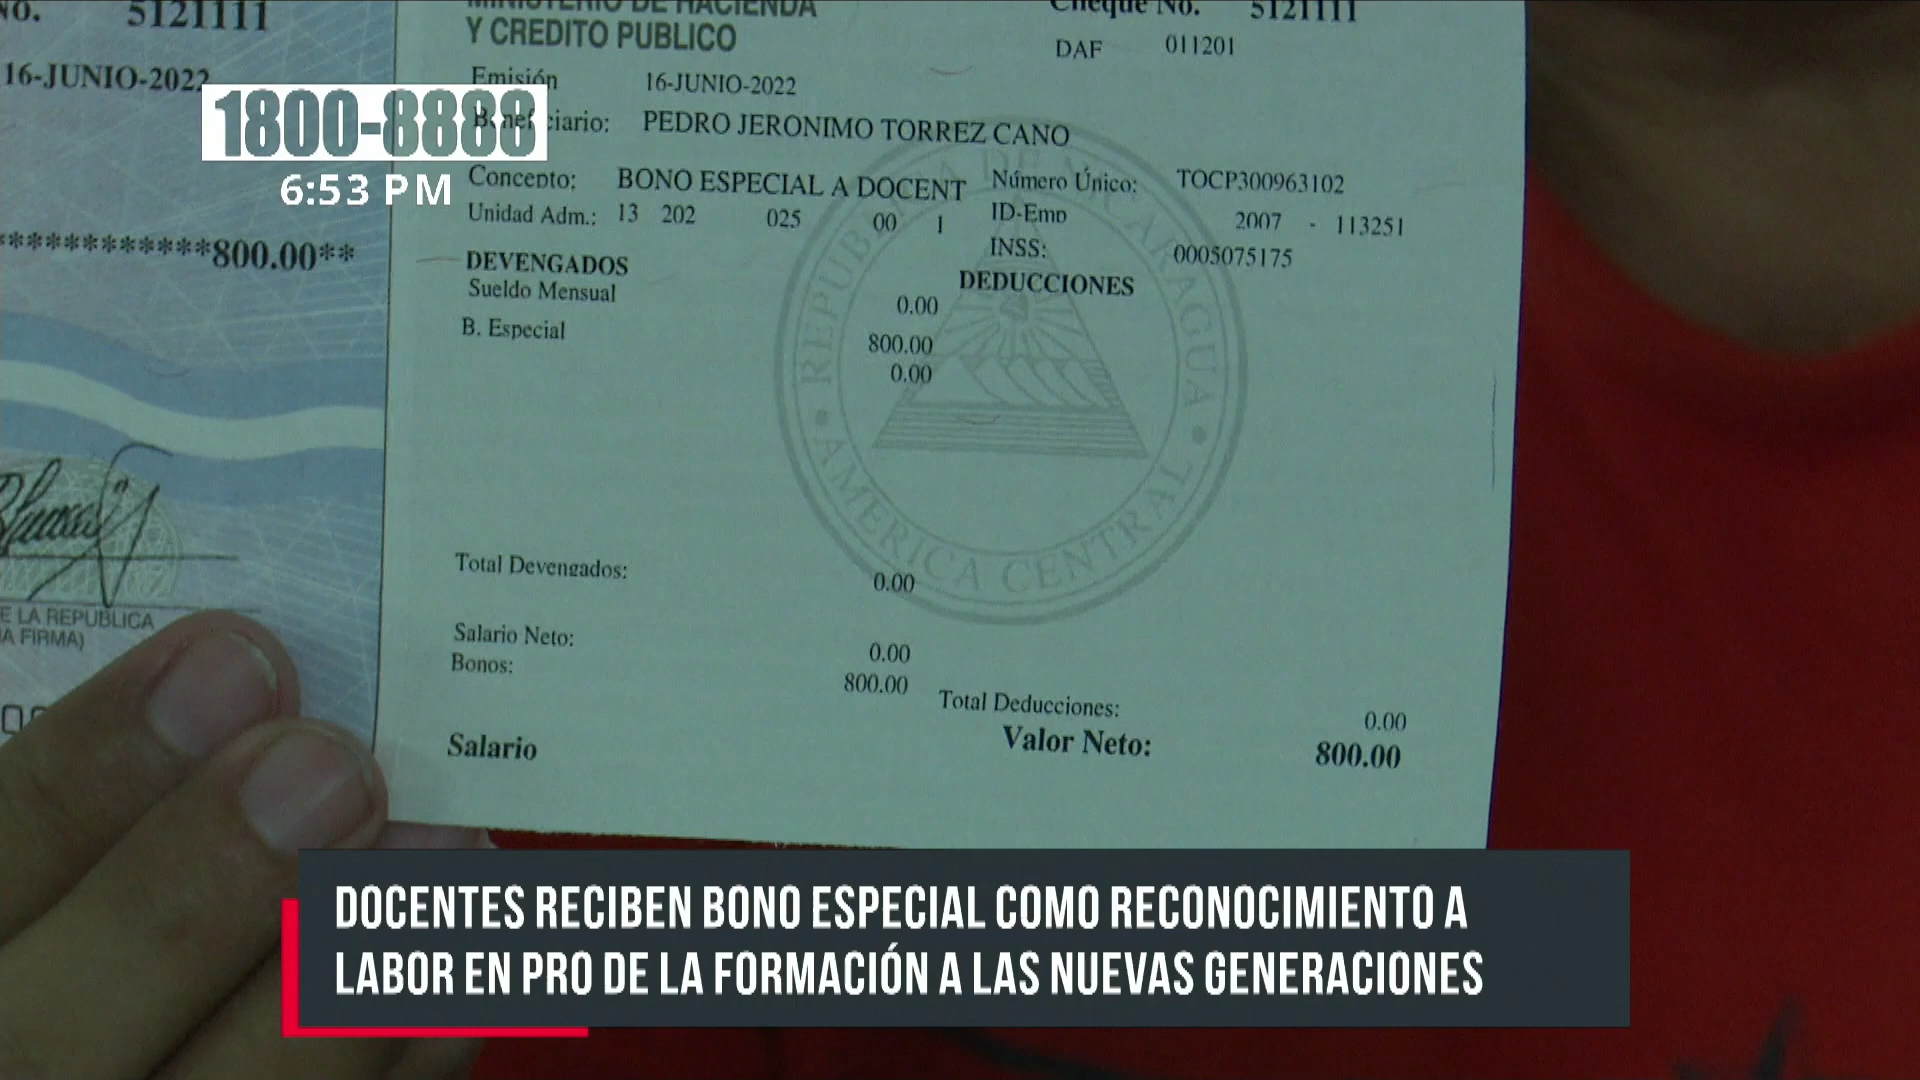 No. 5121111
16-JUNIO-2022
************800.00**
E LA REPUBLICA
A FIRMA)
MINISTERIO DE HACIENDA
Y CREDITO PUBLICO
Cheque No. 5121111
DAF 011201
Emisión 16-JUNIO-2022
Beneficiario: PEDRO JERONIMO TORREZ CANO
Concepto: BONO ESPECIAL A DOCENT
Número Único: TOCP300963102
Unidad Adm.: 13 202 025 00 1
ID-Emp 2007 - 113251
INSS: 0005075175
DEVENGADOS
DEDUCCIONES
Sueldo Mensual 0.00
B. Especial 800.00
0.00
REPUBLICA DE NICARAGUA
AMERICA CENTRAL
Total Devengados: 0.00
Salario Neto: 0.00
Bonos: 800.00
Total Deducciones: 0.00
Salario
Valor Neto: 800.00
1800-8888
6:53 PM
DOCENTES RECIBEN BONO ESPECIAL COMO RECONOCIMIENTO A
LABOR EN PRO DE LA FORMACIÓN A LAS NUEVAS GENERACIONES